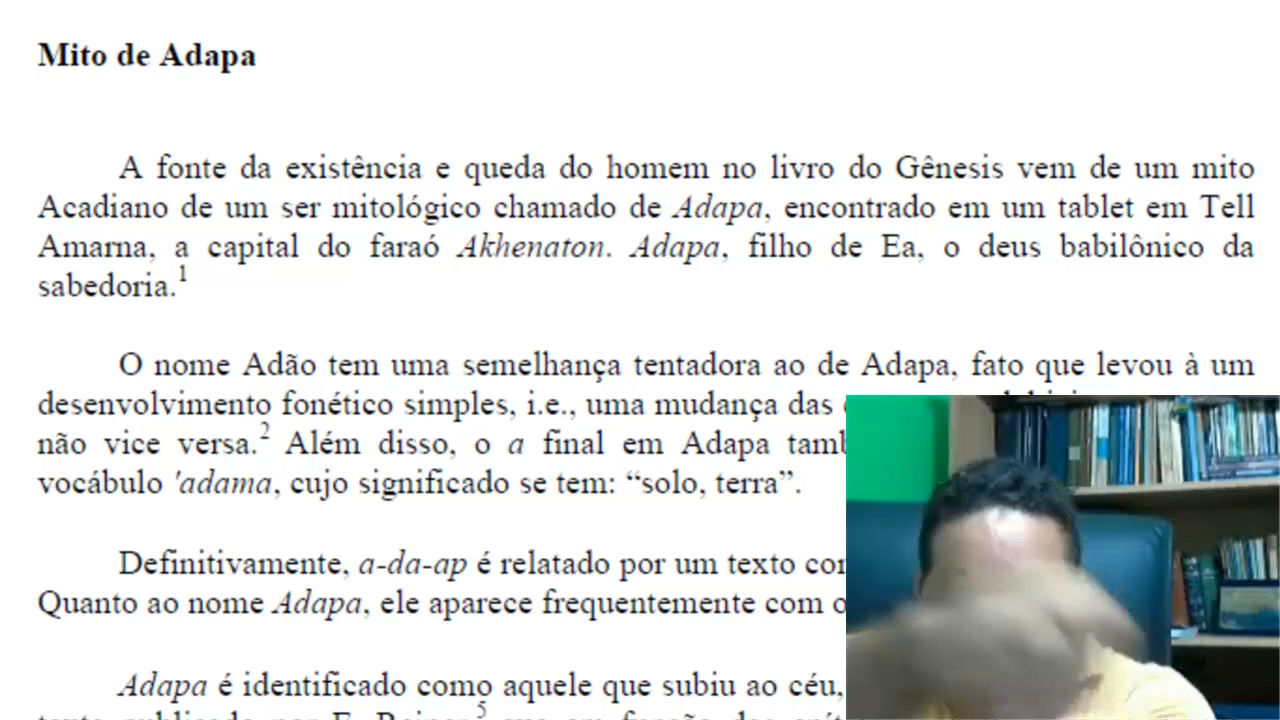 Mito de Adapa
A fonte da existência e queda do homem no livro do Gênesis vem de um mito
Acadiano de um ser mitológico chamado de Adapa, encontrado em um tablet em Tell
Amarna, a capital do faraó Akhenaton. Adapa, filho de Ea, o deus babilônico da
sabedoria.1
O nome Adão tem uma semelhança tentadora ao de Adapa, fato que levou à um
desenvolvimento fonético simples, i.e., uma mudança das
não vice versa.2 Além disso, o a final em Adapa
vocábulo 'adama, cujo significado se tem: “solo, terra”.
Definitivamente, a-da-ap é relatado por um texto
Quanto ao nome Adapa, ele aparece frequentemente com o
Adapa é identificado como aquele que subiu ao céu,
5